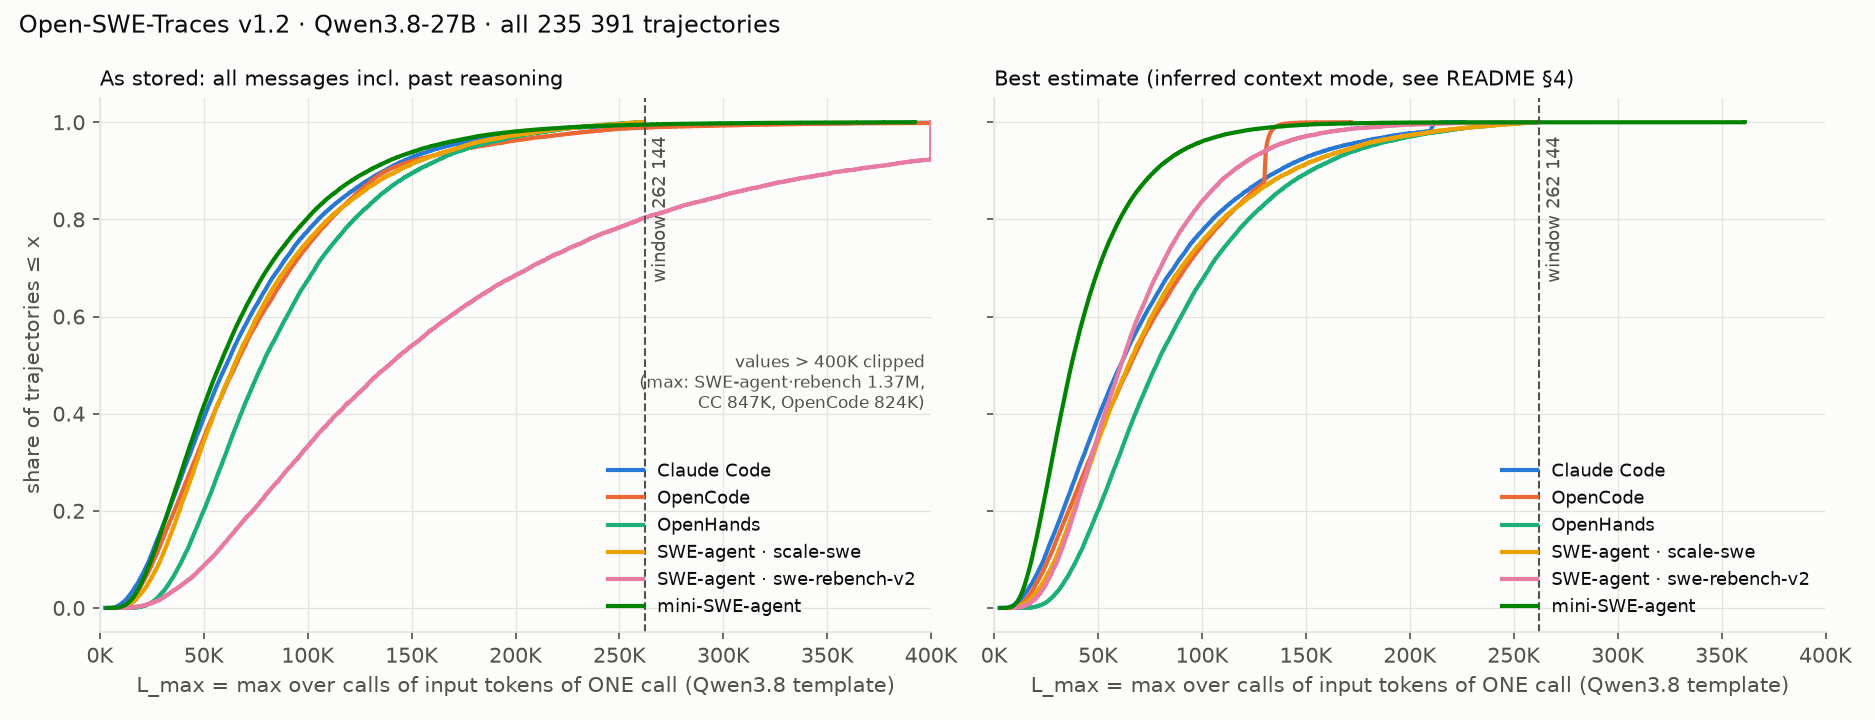 Open-SWE-Traces v1.2 · Qwen3.8-27B · all 235 391 trajectories
As stored: all messages incl. past reasoning
share of trajectories ≤ x
1.0
0.8
0.6
0.4
0.2
0.0
window 262 144
values > 400K clipped
(max: SWE-agent·rebench 1.37M,
CC 847K, OpenCode 824K)
Claude Code
OpenCode
OpenHands
SWE-agent · scale-swe
SWE-agent · swe-rebench-v2
mini-SWE-agent
0K 50K 100K 150K 200K 250K 300K 350K 400K
L_max = max over calls of input tokens of ONE call (Qwen3.8 template)
Best estimate (inferred context mode, see README §4)
window 262 144
Claude Code
OpenCode
OpenHands
SWE-agent · scale-swe
SWE-agent · swe-rebench-v2
mini-SWE-agent
0K 50K 100K 150K 200K 250K 300K 350K 400K
L_max = max over calls of input tokens of ONE call (Qwen3.8 template)